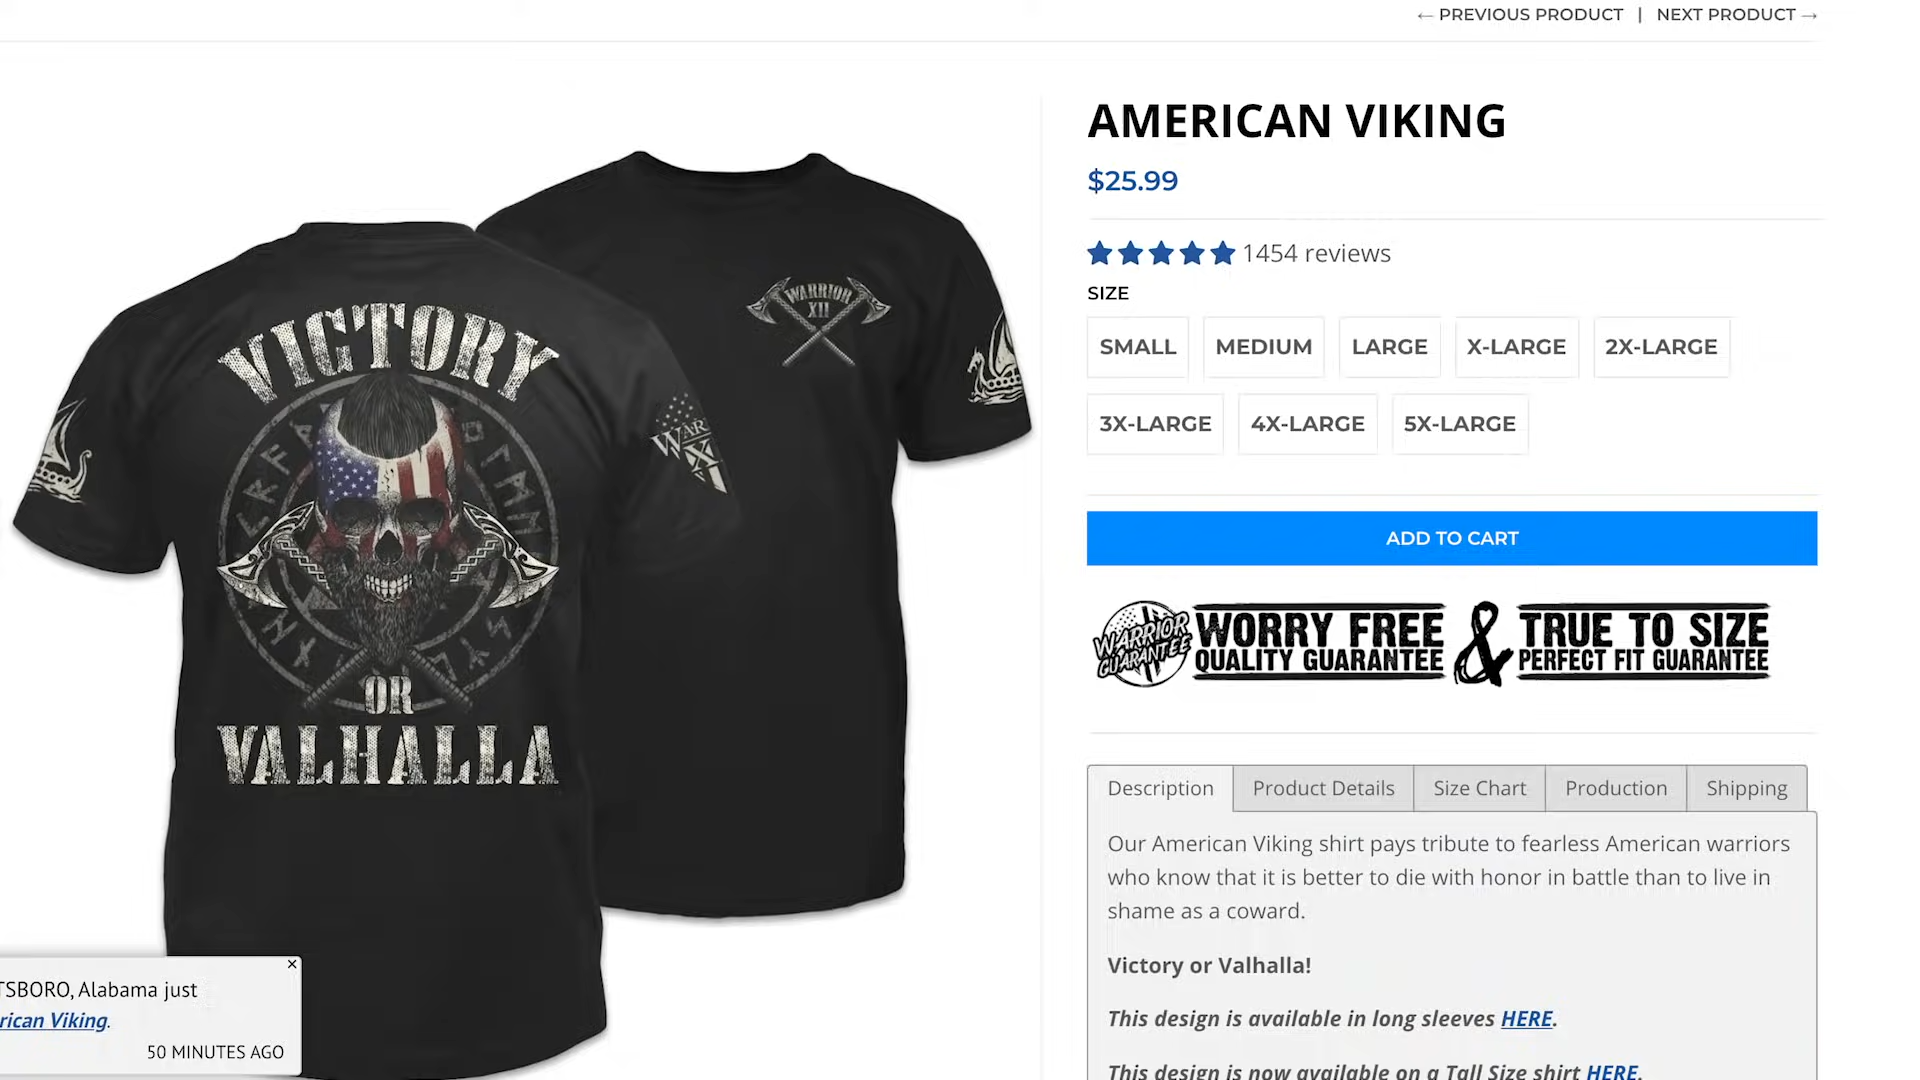 ← PREVIOUS PRODUCT | NEXT PRODUCT →
AMERICAN VIKING
$25.99
1454 reviews
SIZE
SMALL MEDIUM LARGE X-LARGE 2X-LARGE
3X-LARGE 4X-LARGE 5X-LARGE
ADD TO CART
WARRIOR GUARANTEE
WORRY FREE
QUALITY GUARANTEE
&
TRUE TO SIZE
PERFECT FIT GUARANTEE
Description Product Details Size Chart Production Shipping
Our American Viking shirt pays tribute to fearless American warriors
who know that it is better to die with honor in battle than to live in
shame as a coward.
Victory or Valhalla!
This design is available in long sleeves HERE.
This design is now available on a Tall Size shirt HERE.
VICTORY
OR
VALHALLA
WARRIOR
XII
TSBORO, Alabama just
rican Viking.
50 MINUTES AGO
×